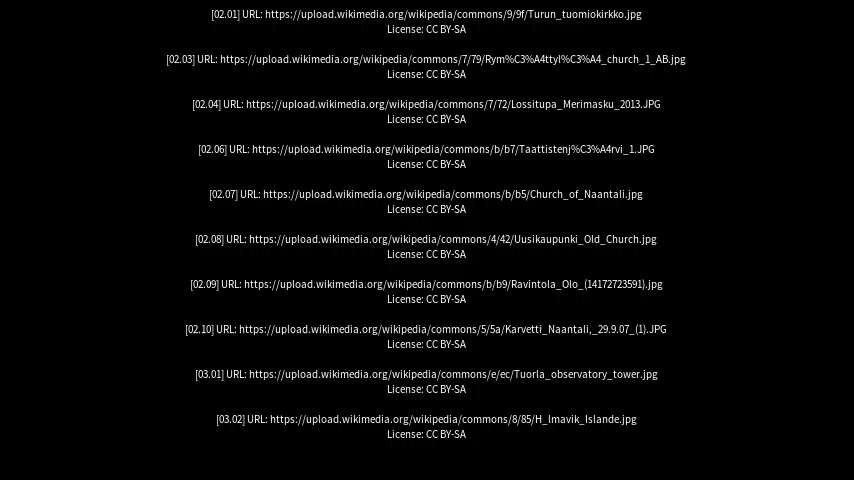 [02.01] URL: https://upload.wikimedia.org/wikipedia/commons/9/9f/Turun_tuomiokirkko.jpg
License: CC BY-SA
[02.03] URL: https://upload.wikimedia.org/wikipedia/commons/7/79/Rym%C3%A4ttyl%C3%A4_church_1_AB.jpg
License: CC BY-SA
[02.04] URL: https://upload.wikimedia.org/wikipedia/commons/7/72/Lossitupa_Merimasku_2013.JPG
License: CC BY-SA
[02.06] URL: https://upload.wikimedia.org/wikipedia/commons/b/b7/Taattistenj%C3%A4rvi_1.JPG
License: CC BY-SA
[02.07] URL: https://upload.wikimedia.org/wikipedia/commons/b/b5/Church_of_Naantali.jpg
License: CC BY-SA
[02.08] URL: https://upload.wikimedia.org/wikipedia/commons/4/42/Uusikaupunki_Old_Church.jpg
License: CC BY-SA
[02.09] URL: https://upload.wikimedia.org/wikipedia/commons/b/b9/Ravintola_Olo_(14172723591).jpg
License: CC BY-SA
[02.10] URL: https://upload.wikimedia.org/wikipedia/commons/5/5a/Karvetti_Naantali,_29.9.07_(1).JPG
License: CC BY-SA
[03.01] URL: https://upload.wikimedia.org/wikipedia/commons/e/ec/Tuorla_observatory_tower.jpg
License: CC BY-SA
[03.02] URL: https://upload.wikimedia.org/wikipedia/commons/8/85/H_lmavik_Islande.jpg
License: CC BY-SA